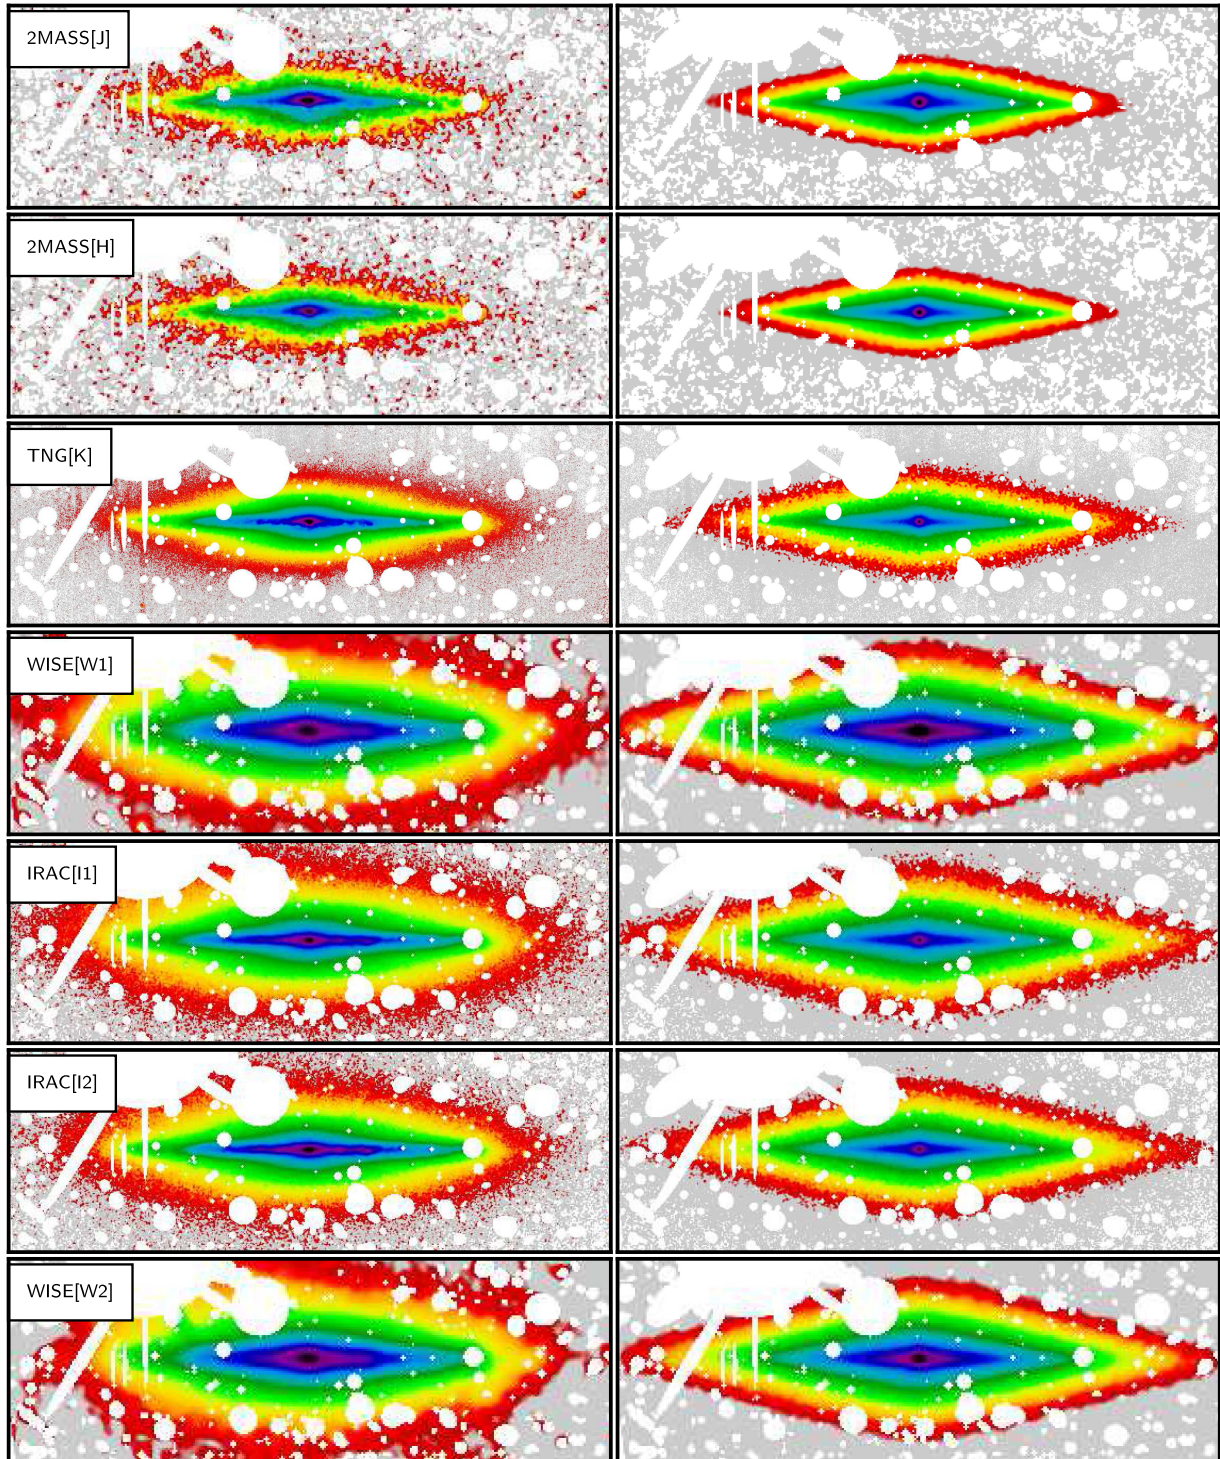 2MASS[J]
2MASS[H]
TNG[K]
WISE[W1]
IRAC[I1]
IRAC[I2]
WISE[W2]